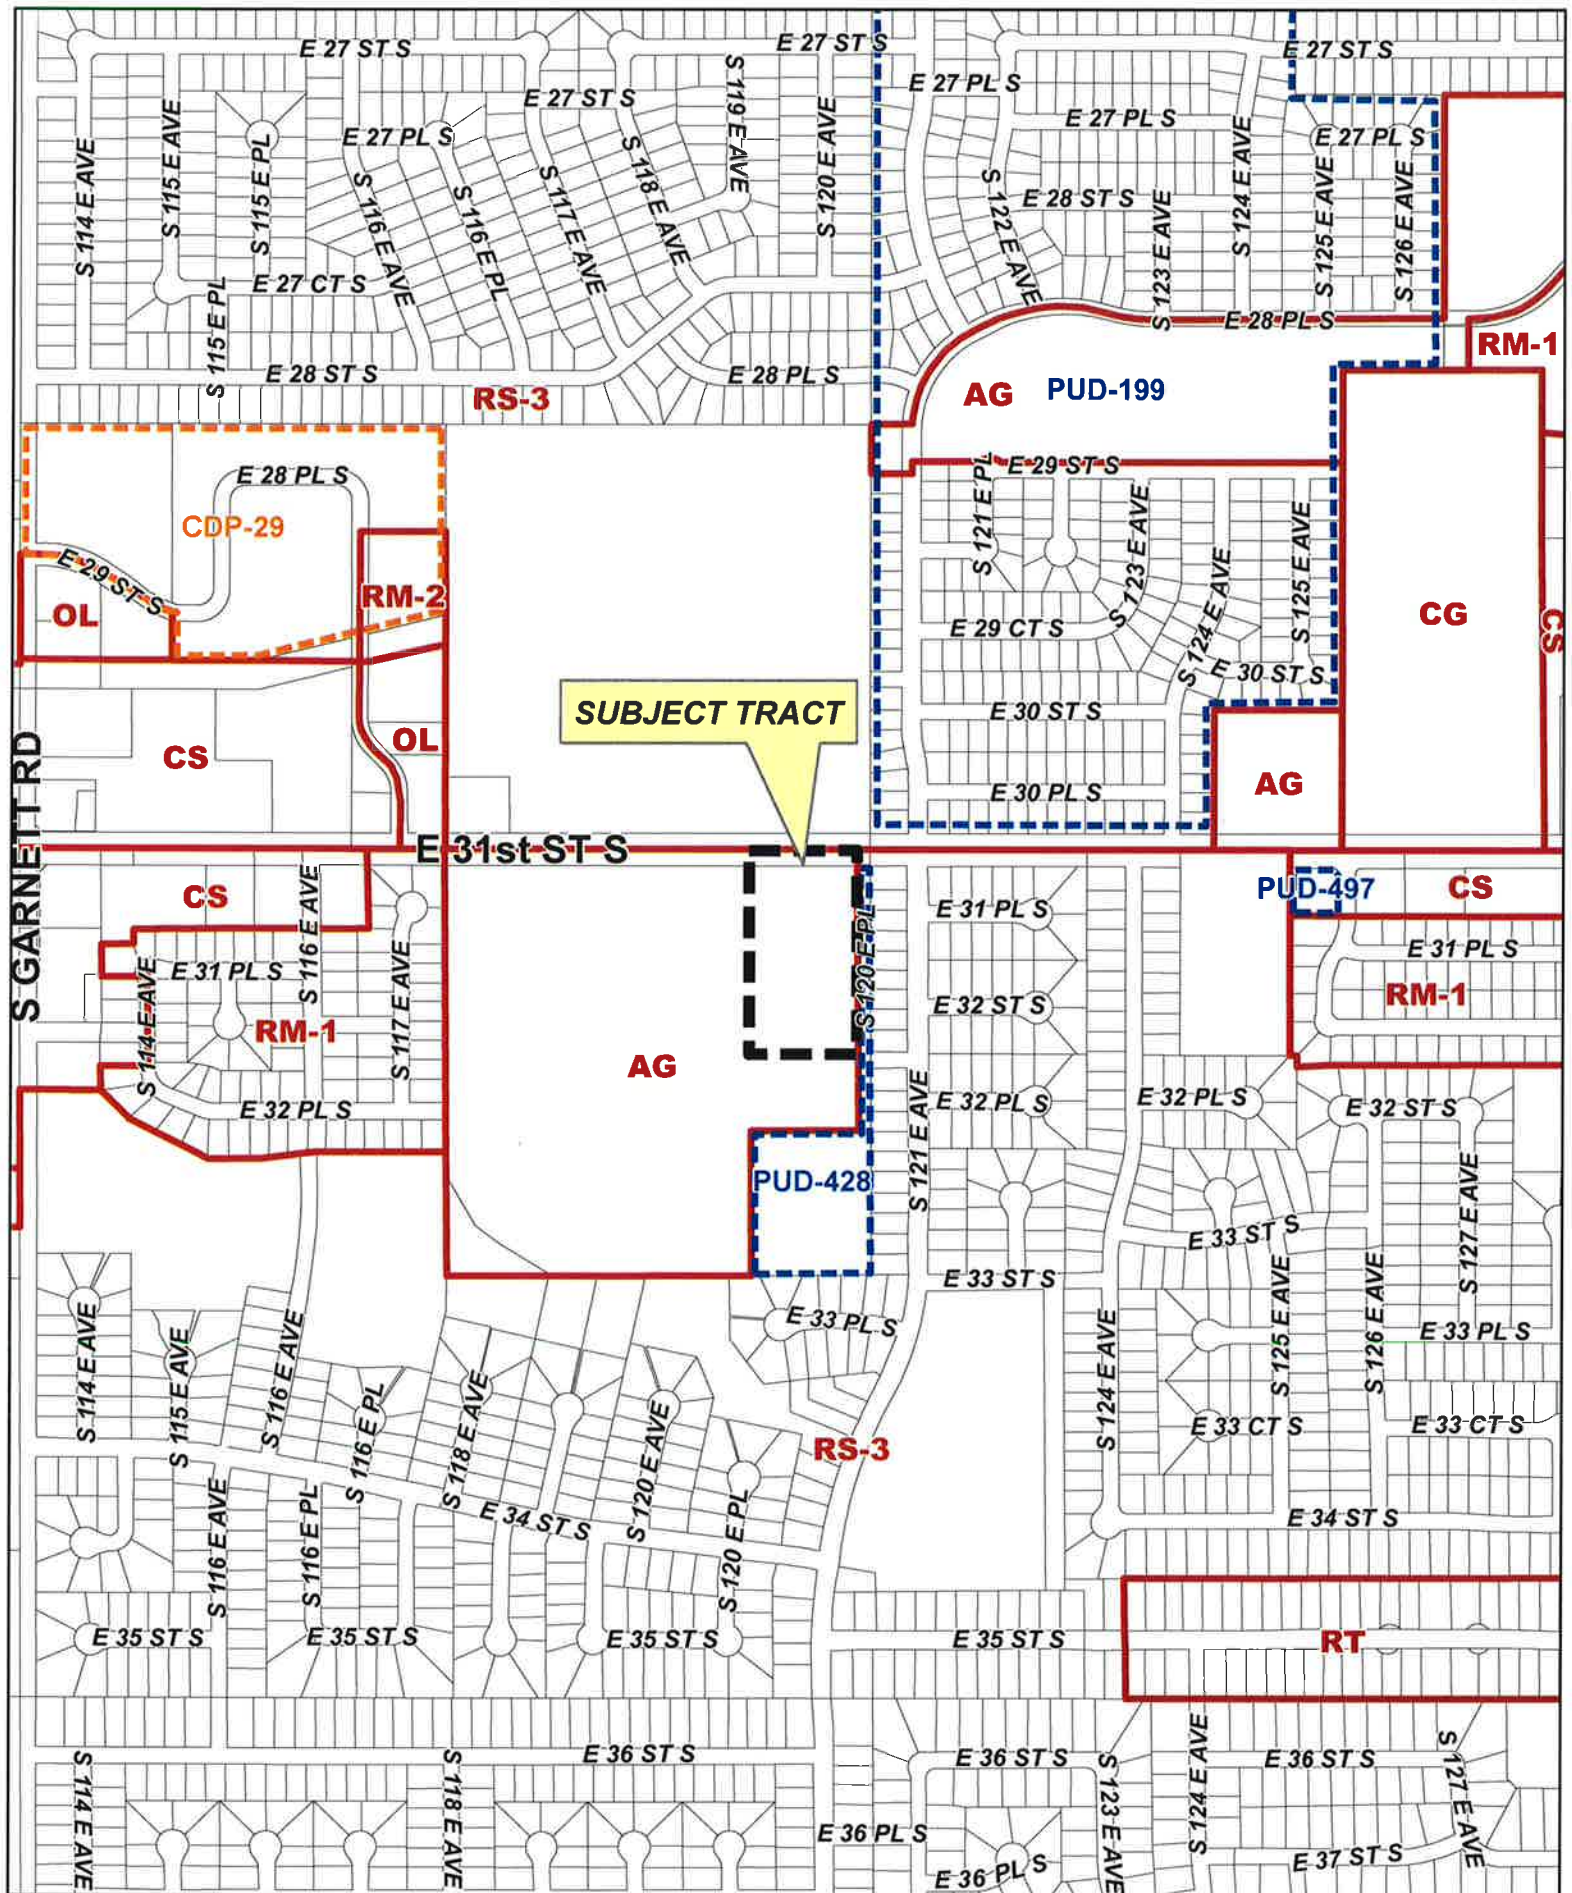 E 27 ST S
E 27 ST S
E 27 ST S
E 27 ST S
E 27 PL S
E 27 PL S
E 27 PL S
E 27 PL S
S 114 E AVE
S 115 E AVE
S 115 E PL
S 116 E AVE
S 116 E PL
S 117 E AVE
S 118 E AVE
S 119 E AVE
S 120 E AVE
S 122 E AVE
E 28 ST S
S 123 E AVE
S 124 E AVE
S 125 E AVE
S 126 E AVE
E 27 CT S
S 115 E PL
E 28 PL S
RM-1
E 28 ST S
RS-3
E 28 PL S
AG
PUD-199
E 28 PL S
CDP-29
E 29 ST S
E 29 ST S
OL
RM-2
S 121 E PL
S 123 E AVE
S 124 E AVE
S 125 E AVE
E 29 CT S
CG
CS
E 30 ST S
SUBJECT TRACT
E 30 ST S
CS
OL
AG
E 30 PL S
S GARNETT RD
E 31st ST S
CS
S 116 E AVE
PUD-497
CS
E 31 PL S
S 120 E PL
E 31 PL S
E 31 PL S
S 114 E AVE
S 117 E AVE
RM-1
E 32 ST S
RM-1
AG
E 32 PL S
S 121 E AVE
E 32 PL S
E 32 PL S
E 32 ST S
PUD-428
S 127 E AVE
E 33 ST S
E 33 ST S
E 33 PL S
E 33 PL S
S 114 E AVE
S 115 E AVE
S 116 E AVE
S 116 E PL
S 118 E AVE
S 120 E AVE
S 124 E AVE
S 125 E AVE
S 126 E AVE
E 33 CT S
E 33 CT S
RS-3
S 116 E AVE
S 116 E PL
E 34 ST S
S 120 E PL
E 34 ST S
E 35 ST S
E 35 ST S
E 35 ST S
E 35 ST S
RT
E 36 ST S
E 36 ST S
E 36 ST S
S 114 E AVE
S 118 E AVE
S 123 E AVE
S 124 E AVE
S 127 E AVE
E 36 PL S
E 36 PL S
E 37 ST S